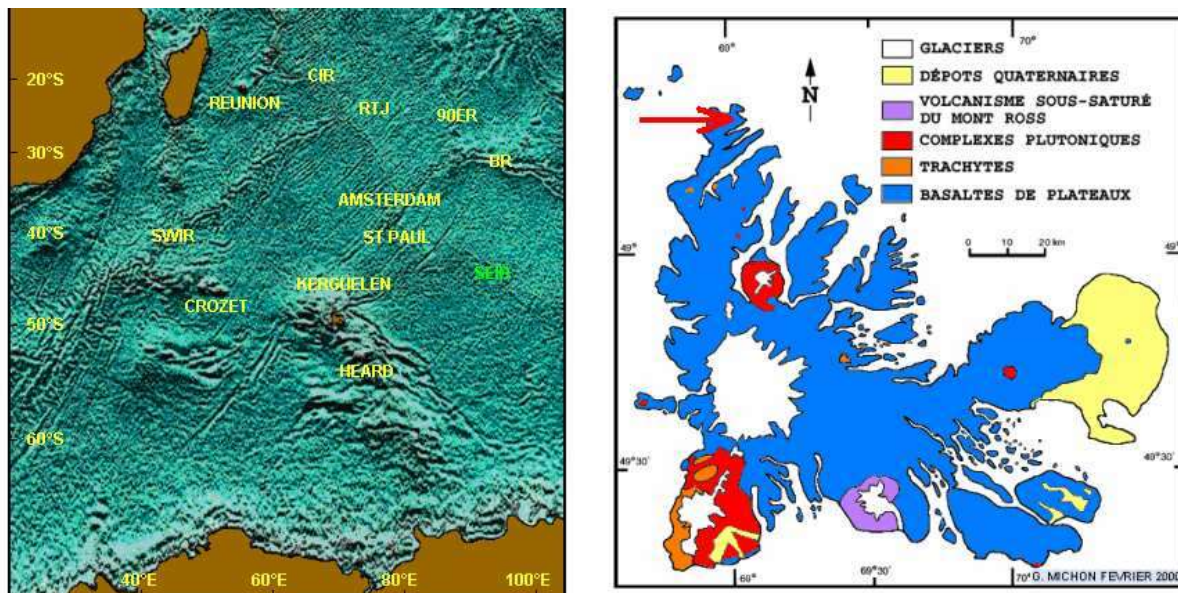 20°S
CIR
REUNION
RTJ
90ER
30°S
BR
AMSTERDAM
40°S
SWIR
ST PAUL
SEIR
KERGUELEN
CROZET
50°S
HEARD
60°S
40°E
60°E
80°E
100°E
69°
70°
GLACIERS
DÉPOTS QUATERNAIRES
N
VOLCANISME SOUS-SATURÉ
DU MONT ROSS
COMPLEXES PLUTONIQUES
TRACHYTES
BASALTES DE PLATEAUX
0 10 20 km
49°
49°
49°30'
49°30'
69°
69°30'
70°
G. MICHON FEVRIER 2000